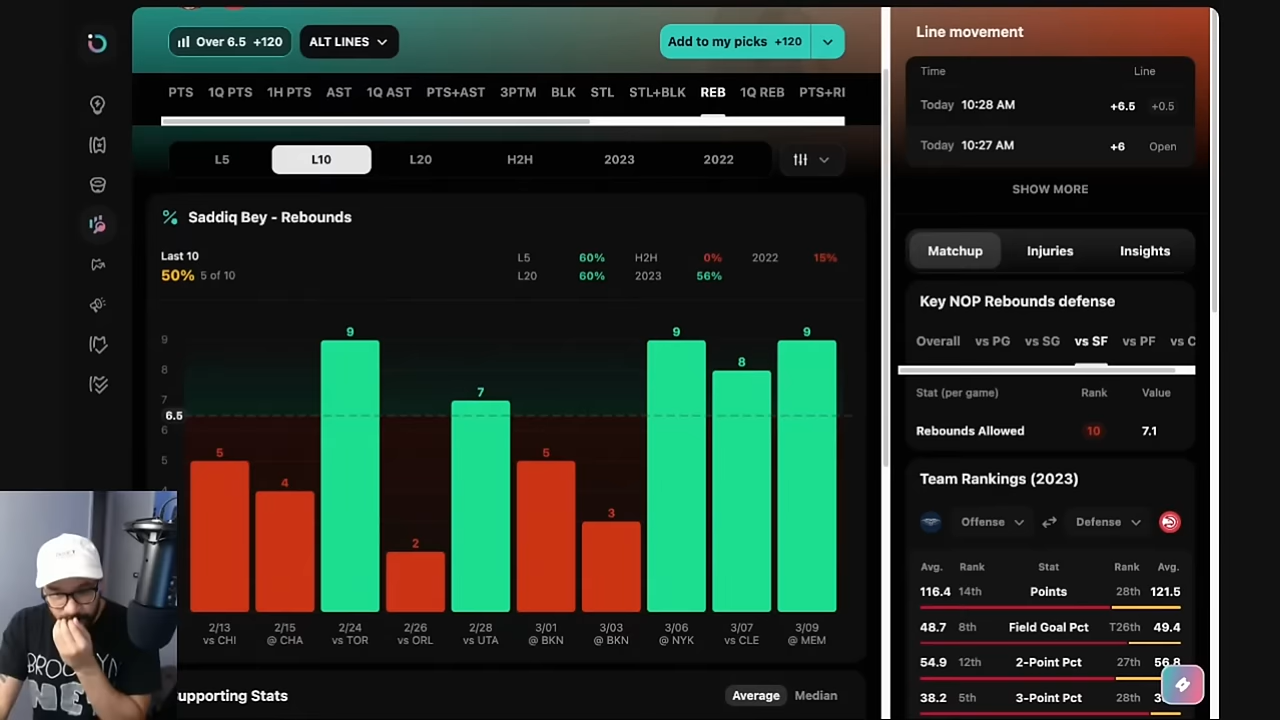 Over 6.5 +120
ALT LINES
Add to my picks +120
PTS 1Q PTS 1H PTS AST 1Q AST PTS+AST 3PTM BLK STL STL+BLK REB 1Q REB PTS+RI
L5 L10 L20 H2H 2023 2022
Saddiq Bey - Rebounds
Last 10
50% 5 of 10
L5 60% H2H 0% 2022 15%
L20 60% 2023 56%
9
8
7
6.5
6
5
5 4 9 2 7 5 3 9 8 9
2/13 2/15 2/24 2/26 2/28 3/01 3/03 3/06 3/07 3/09
vs CHI @ CHA vs TOR vs ORL vs UTA @ BKN @ BKN @ NYK vs CLE @ MEM
upporting Stats
Average Median
Line movement
Time Line
Today 10:28 AM +6.5 +0.5
Today 10:27 AM +6 Open
SHOW MORE
Matchup Injuries Insights
Key NOP Rebounds defense
Overall vs PG vs SG vs SF vs PF vs C
Stat (per game) Rank Value
Rebounds Allowed 10 7.1
Team Rankings (2023)
Offense Defense
Avg. Rank Stat Rank Avg.
116.4 14th Points 28th 121.5
48.7 8th Field Goal Pct T26th 49.4
54.9 12th 2-Point Pct 27th 56.8
38.2 5th 3-Point Pct 28th
BROOKLYN
NE